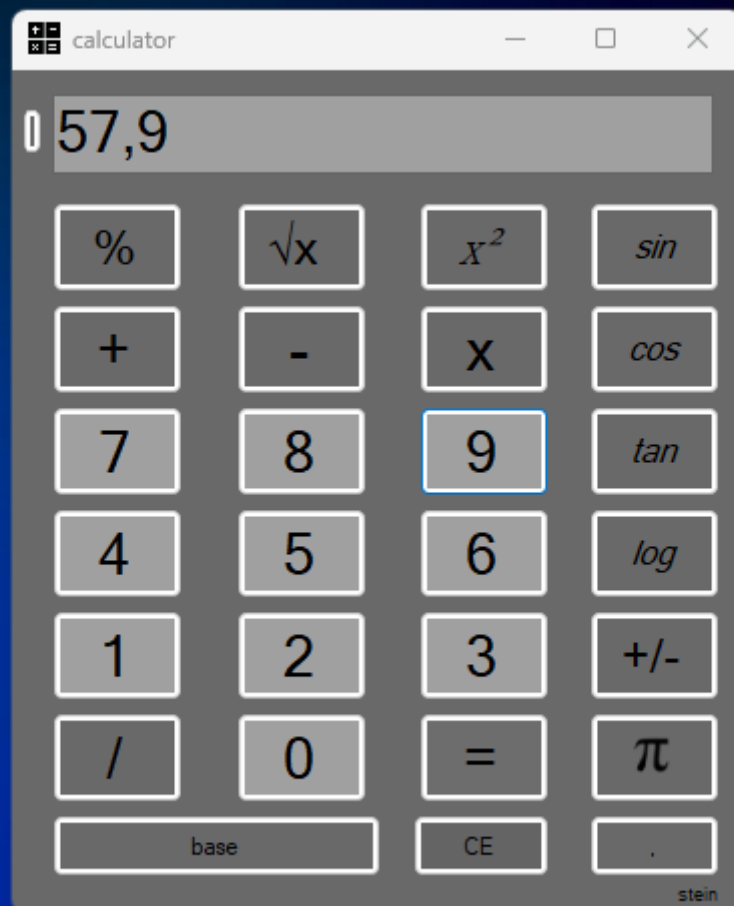 calculator
57,9
% √x x² sin
+ - x cos
7 8 9 tan
4 5 6 log
1 2 3 +/-
/ 0 = π
base CE ,
stein